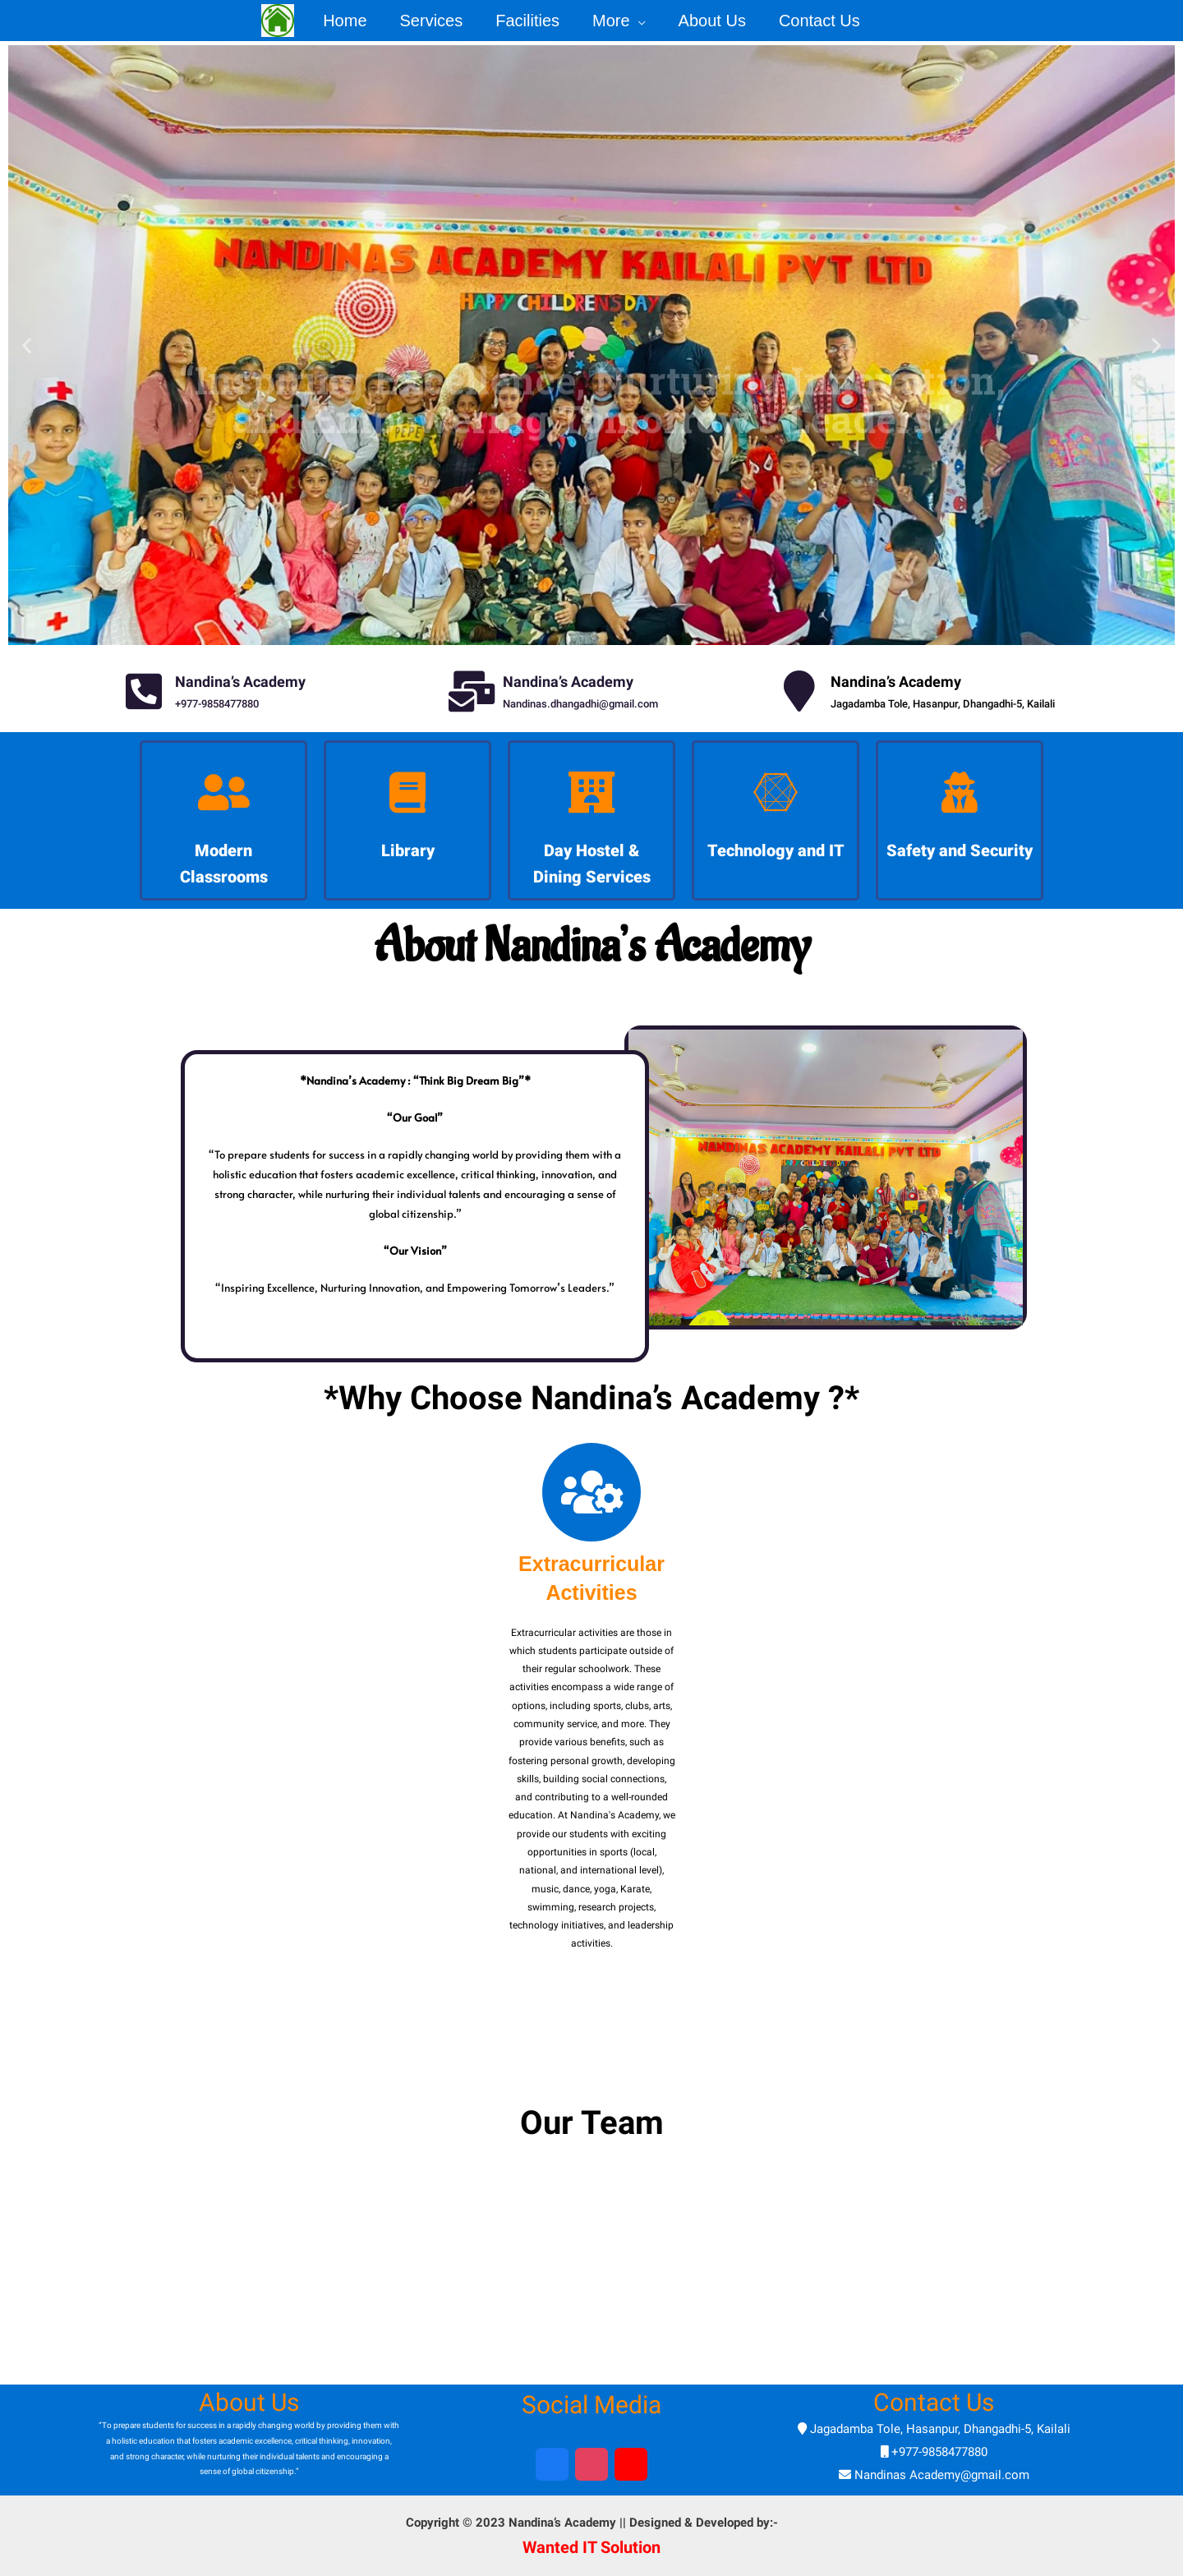 Home Services Facilities More About Us Contact Us
NANDINAS ACADEMY KAILALI PVT LTD
HAPPY CHILDREN'S DAY
“Inspiring Excellence, Nurturing Innovation,
and Empowering Tomorrow’s Leaders”
PEPE
Nandina’s Academy
+977-9858477880
Nandina’s Academy
Nandinas.dhangadhi@gmail.com
Nandina’s Academy
Jagadamba Tole, Hasanpur, Dhangadhi-5, Kailali
Modern
Classrooms
Library
Day Hostel &
Dining Services
Technology and IT
Safety and Security
About Nandina’s Academy
*Nandina’s Academy : “Think Big Dream Big”*
“Our Goal”
“To prepare students for success in a rapidly changing world by providing them with a
holistic education that fosters academic excellence, critical thinking, innovation, and
strong character, while nurturing their individual talents and encouraging a sense of
global citizenship.”
“Our Vision”
“Inspiring Excellence, Nurturing Innovation, and Empowering Tomorrow’s Leaders.”
NANDINAS ACADEMY KAILALI PVT LTD
*Why Choose Nandina’s Academy ?*
Extracurricular
Activities
Extracurricular activities are those in
which students participate outside of
their regular schoolwork. These
activities encompass a wide range of
options, including sports, clubs, arts,
community service, and more. They
provide various benefits, such as
fostering personal growth, developing
skills, building social connections,
and contributing to a well-rounded
education. At Nandina's Academy, we
provide our students with exciting
opportunities in sports (local,
national, and international level),
music, dance, yoga, Karate,
swimming, research projects,
technology initiatives, and leadership
activities.
Our Team
About Us
“To prepare students for success in a rapidly changing world by providing them with
a holistic education that fosters academic excellence, critical thinking, innovation,
and strong character, while nurturing their individual talents and encouraging a
sense of global citizenship.”
Social Media
Contact Us
Jagadamba Tole, Hasanpur, Dhangadhi-5, Kailali
+977-9858477880
Nandinas Academy@gmail.com
Copyright © 2023 Nandina’s Academy || Designed & Developed by:-
Wanted IT Solution